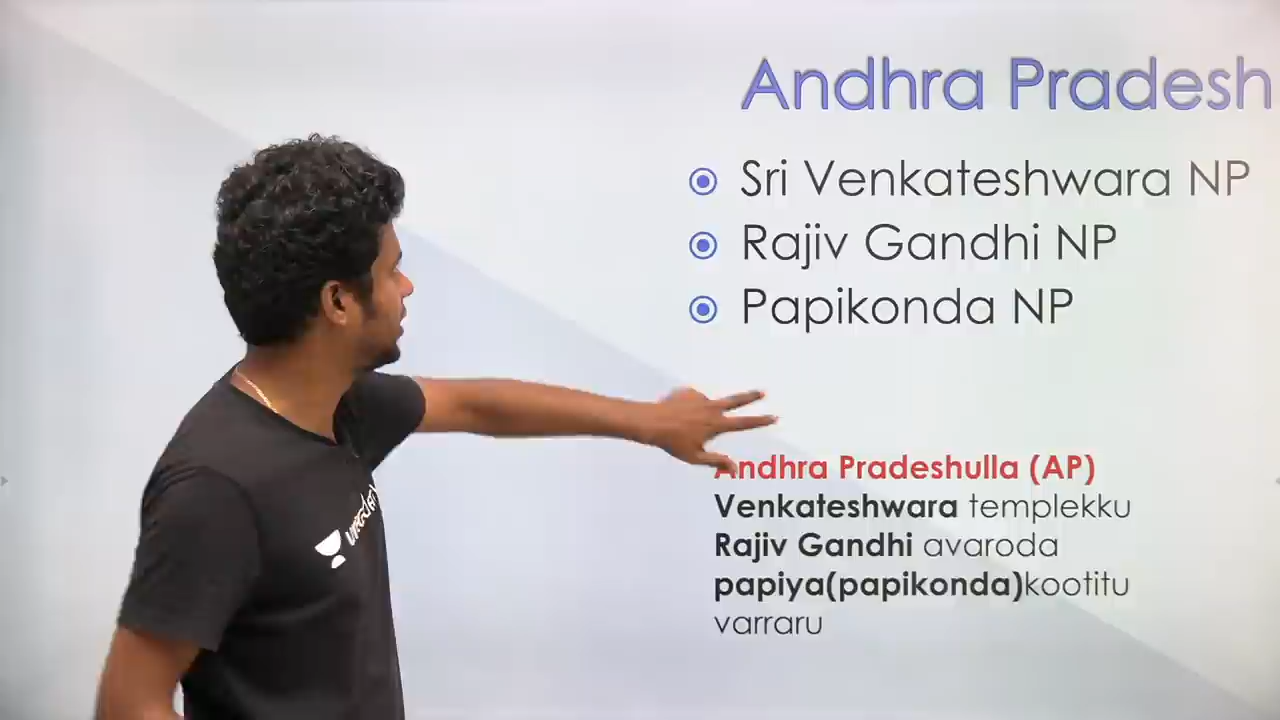 Andhra Pradesh
Sri Venkateshwara NP
Rajiv Gandhi NP
Papikonda NP
Andhra Pradeshulla (AP)
Venkateshwara templekku
Rajiv Gandhi avaroda
papiya(papikonda)kootitu
varraru